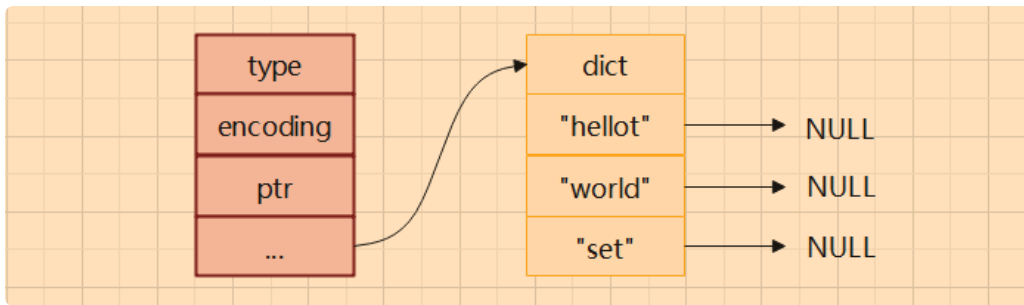 type
encoding
ptr
...
dict
"hellot"
"world"
"set"
NULL
NULL
NULL